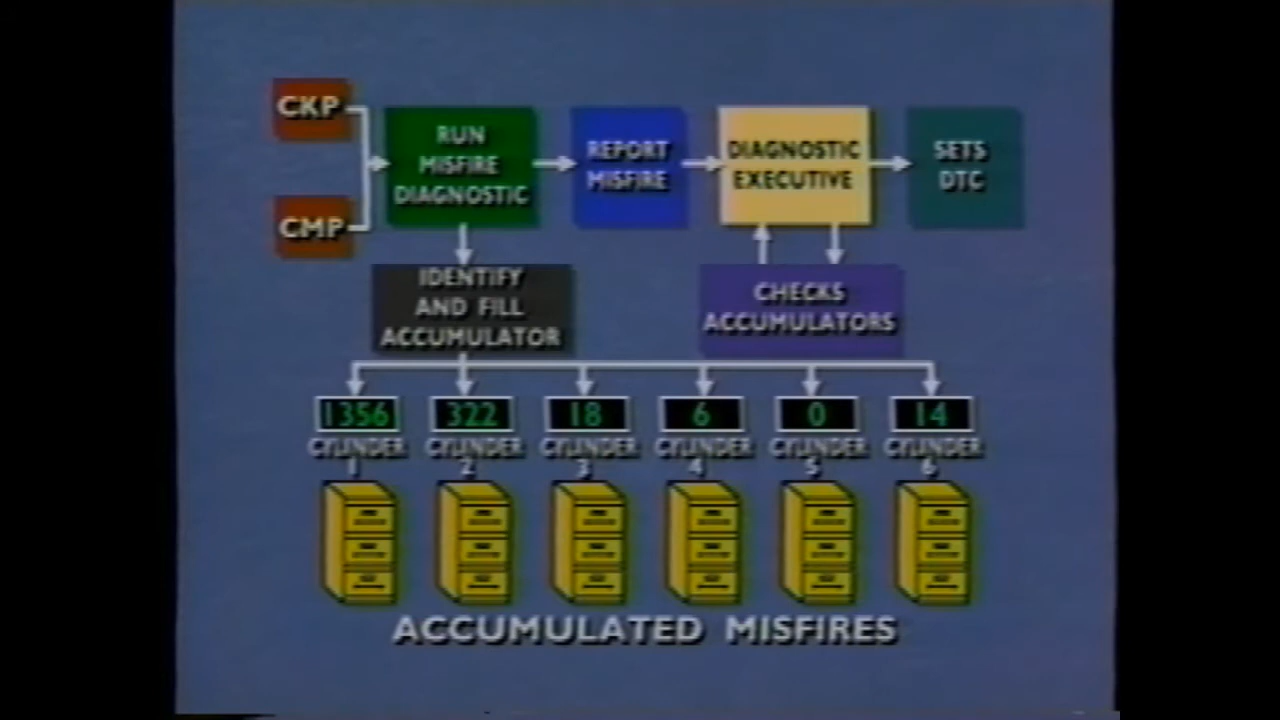 CKP
CMP
RUN
MISFIRE
DIAGNOSTIC
REPORT
MISFIRE
DIAGNOSTIC
EXECUTIVE
SETS
DTC
IDENTIFY
AND FILL
ACCUMULATOR
CHECKS
ACCUMULATORS
1356 322 18 6 0 14
CYLINDER CYLINDER CYLINDER CYLINDER CYLINDER CYLINDER
1 2 3 4 5 6
ACCUMULATED MISFIRES